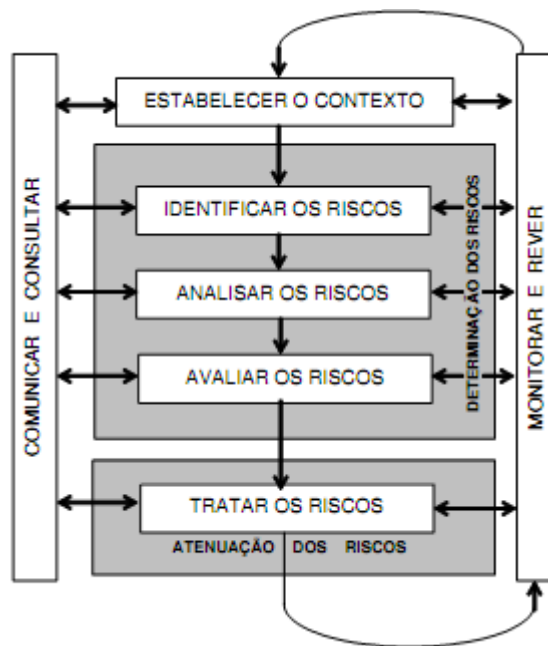 ESTABELECER O CONTEXTO
COMUNICAR E CONSULTAR
IDENTIFICAR OS RISCOS
ANALISAR OS RISCOS
AVALIAR OS RISCOS
DETERMINAÇÃO DOS RISCOS
MONITORAR E REVER
TRATAR OS RISCOS
ATENUAÇÃO DOS RISCOS